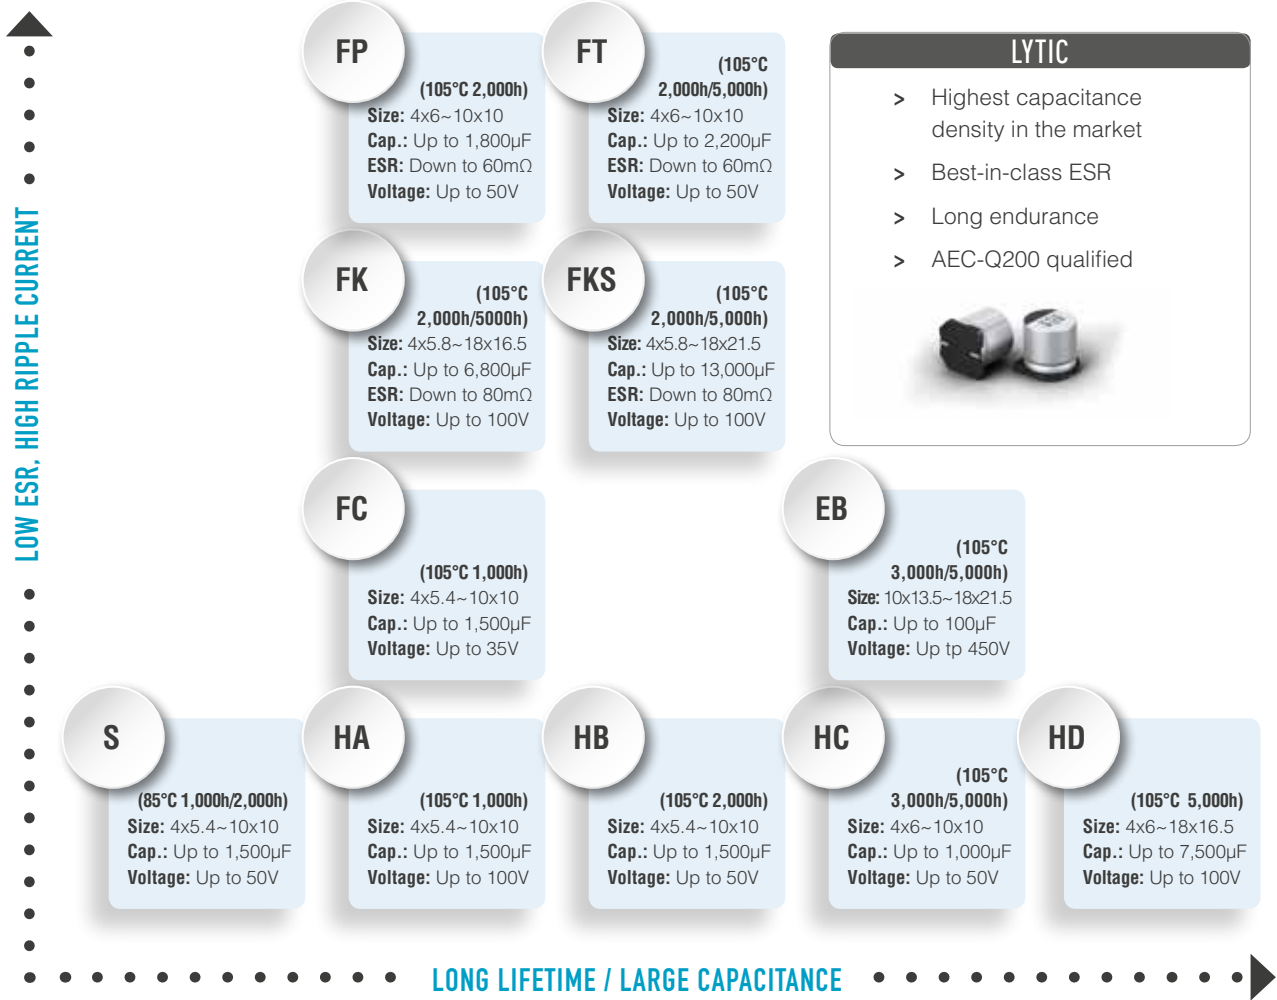 LOW ESR, HIGH RIPPLE CURRENT
FP
(105°C 2,000h)
Size: 4x6~10x10
Cap.: Up to 1,800µF
ESR: Down to 60mΩ
Voltage: Up to 50V
FT
(105°C
2,000h/5,000h)
Size: 4x6~10x10
Cap.: Up to 2,200µF
ESR: Down to 60mΩ
Voltage: Up to 50V
LYTIC
> Highest capacitance
density in the market
> Best-in-class ESR
> Long endurance
> AEC-Q200 qualified
FK
(105°C
2,000h/5000h)
Size: 4x5.8~18x16.5
Cap.: Up to 6,800µF
ESR: Down to 80mΩ
Voltage: Up to 100V
FKS
(105°C
2,000h/5,000h)
Size: 4x5.8~18x21.5
Cap.: Up to 13,000µF
ESR: Down to 80mΩ
Voltage: Up to 100V
FC
(105°C 1,000h)
Size: 4x5.4~10x10
Cap.: Up to 1,500µF
Voltage: Up to 35V
EB
(105°C
3,000h/5,000h)
Size: 10x13.5~18x21.5
Cap.: Up to 100µF
Voltage: Up tp 450V
S
(85°C 1,000h/2,000h)
Size: 4x5.4~10x10
Cap.: Up to 1,500µF
Voltage: Up to 50V
HA
(105°C 1,000h)
Size: 4x5.4~10x10
Cap.: Up to 1,500µF
Voltage: Up to 100V
HB
(105°C 2,000h)
Size: 4x5.4~10x10
Cap.: Up to 1,500µF
Voltage: Up to 50V
HC
(105°C
3,000h/5,000h)
Size: 4x6~10x10
Cap.: Up to 1,000µF
Voltage: Up to 50V
HD
(105°C 5,000h)
Size: 4x6~18x16.5
Cap.: Up to 7,500µF
Voltage: Up to 100V
LONG LIFETIME / LARGE CAPACITANCE